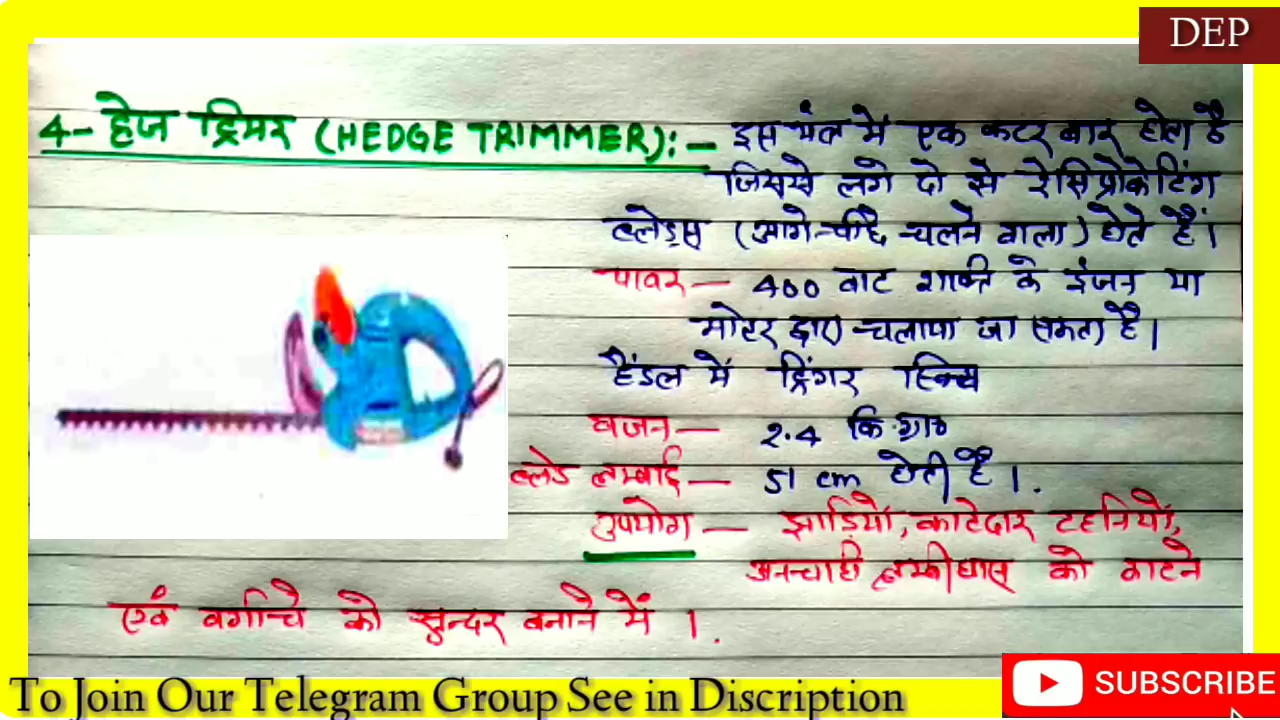 DEP
4- हेज ट्रिमर (HEDGE TRIMMER):- इस यंत्र में एक कटर बार होता है
जिससे लगे दो से रेसिप्रोकेटिंग
ब्लेड्स (आगे-पीछे चलने वाला) होते हैं।
पावर - 400 वाट शक्ति के इंजन या
मोटर द्वारा चलाया जा सकता है।
हैंडल में ट्रिगर स्विच
वजन - 2.4 कि.ग्रा०
ब्लेड लम्बाई - 51 cm होती है।.
उपयोग - झाड़ियों, काटेदार टहनियों,
अनचाही लम्बी घास को काटने
एवं बगीचे को सुन्दर बनाने में।.
To Join Our Telegram Group See in Discription
SUBSCRIBE